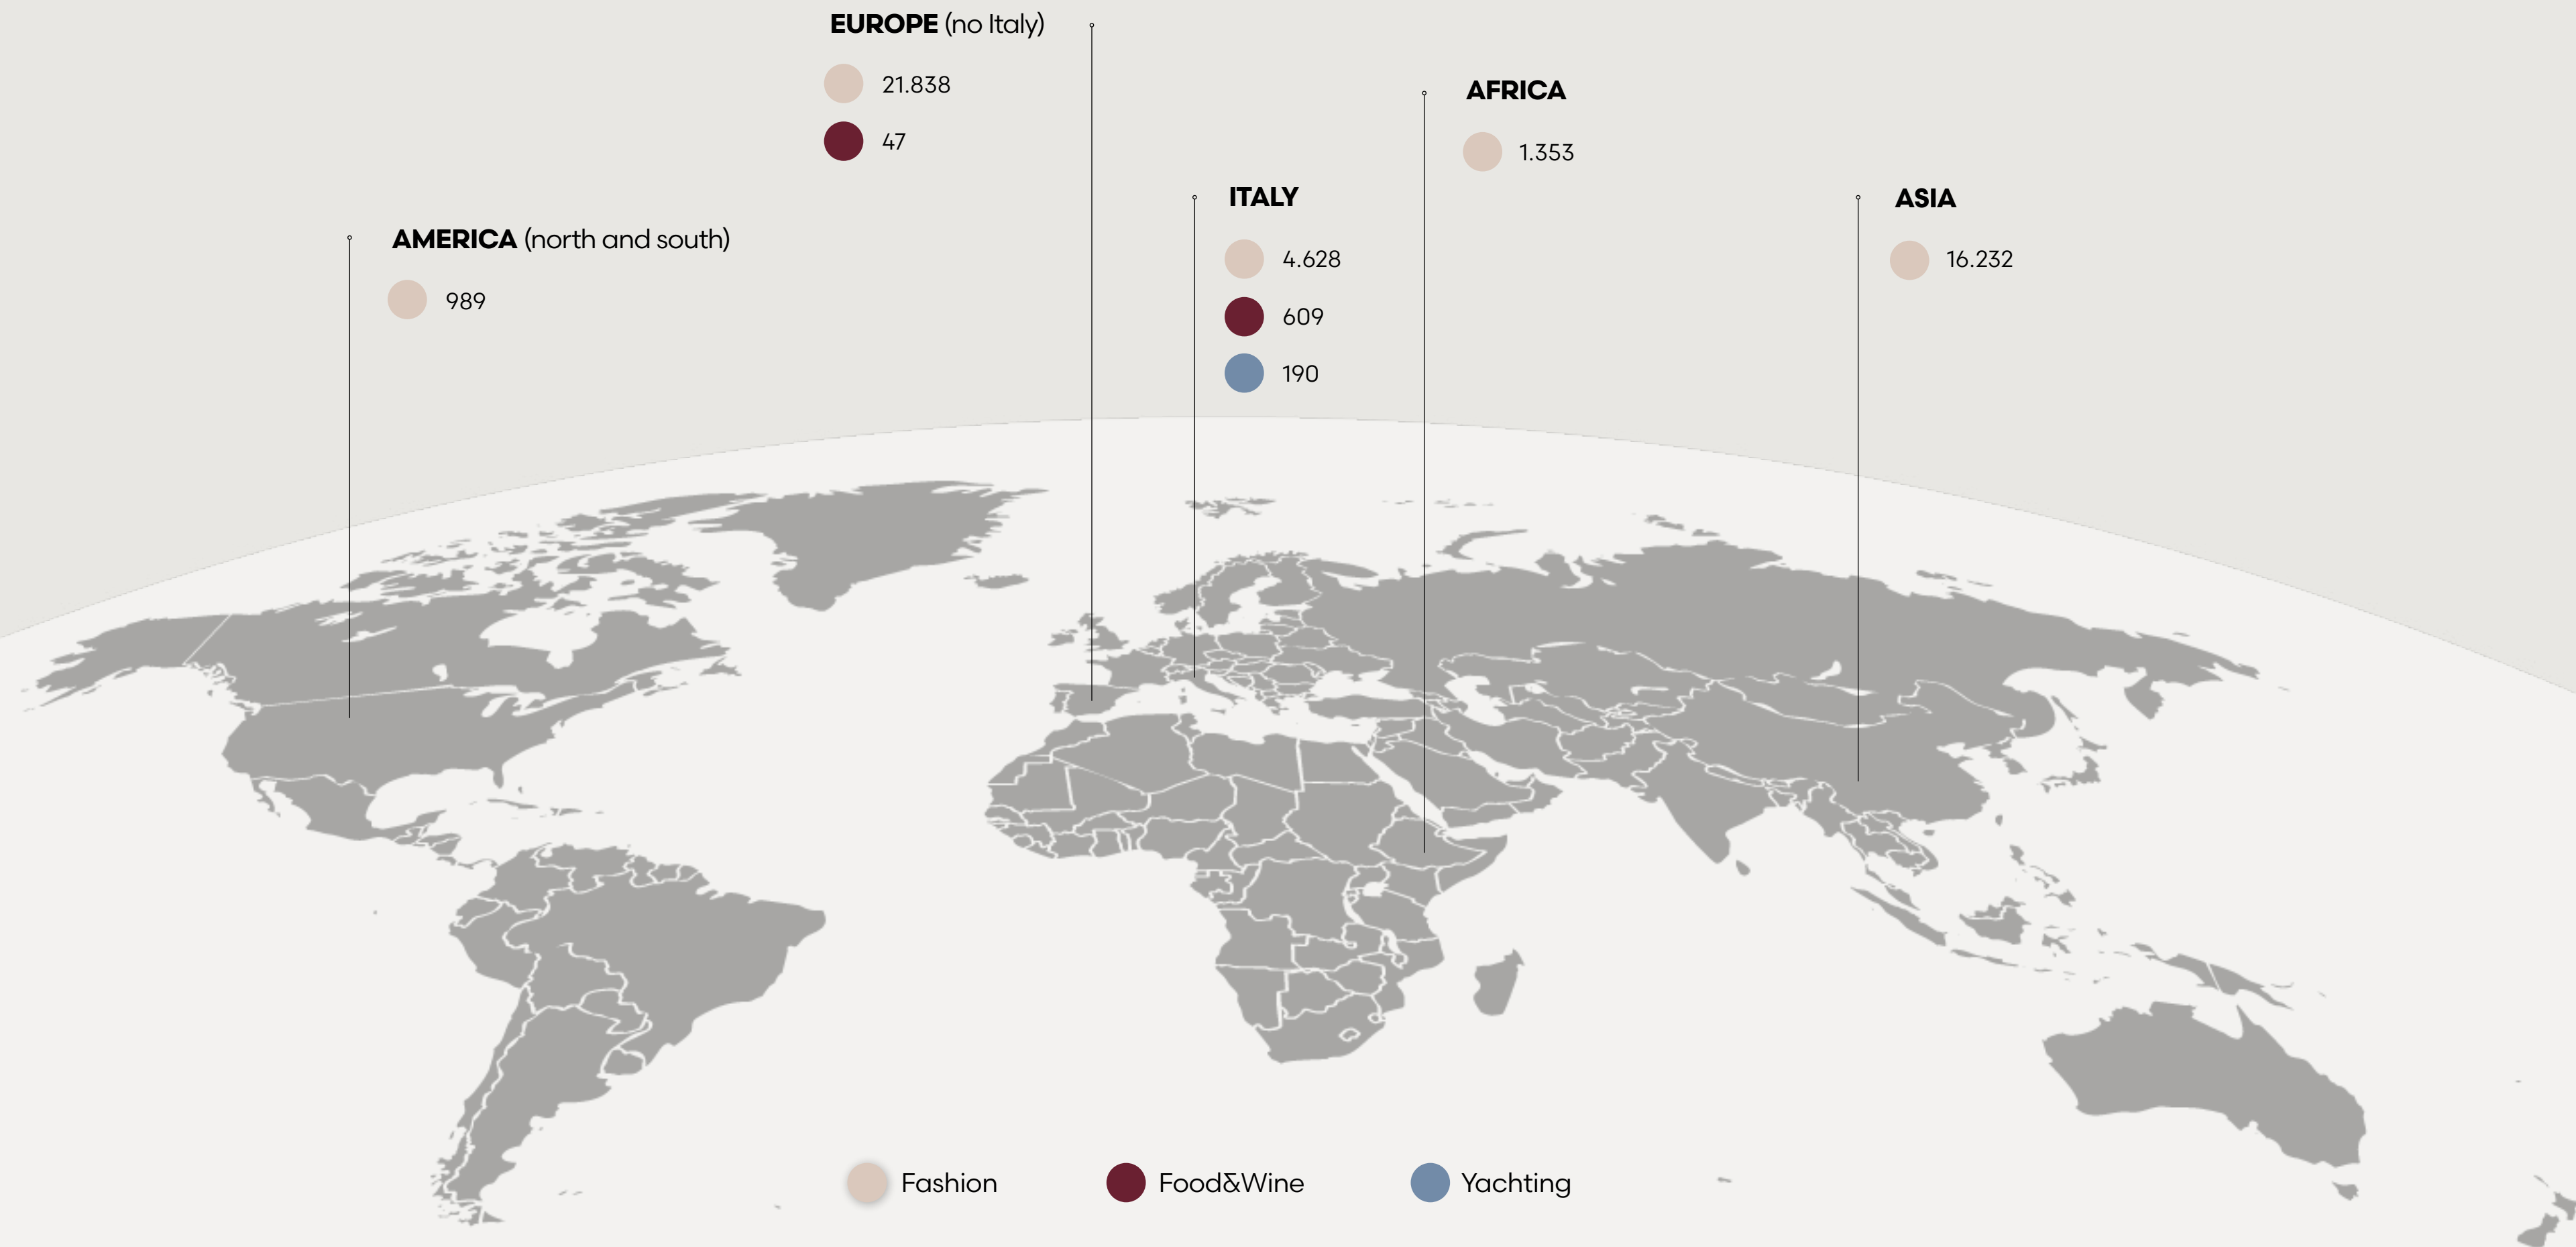 EUROPE (no Italy)
21.838
47
AFRICA
1.353
ITALY
4.628
609
190
ASIA
16.232
AMERICA (north and south)
989
Fashion
Food&Wine
Yachting